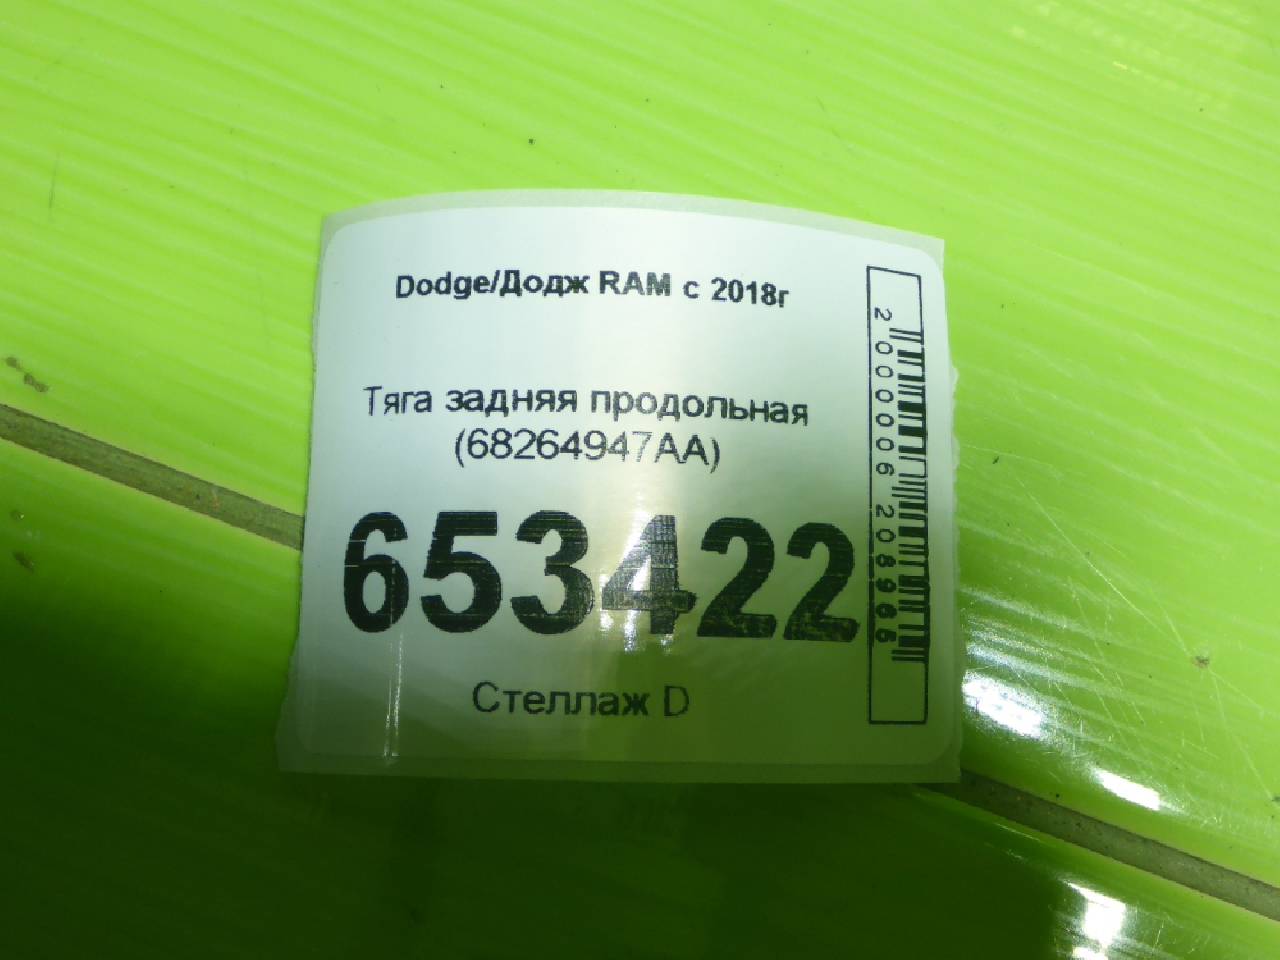 Dodge/Додж RAM с 2018г
Тяга задняя продольная
(68264947AA)
653422
Стеллаж D
2000006208966